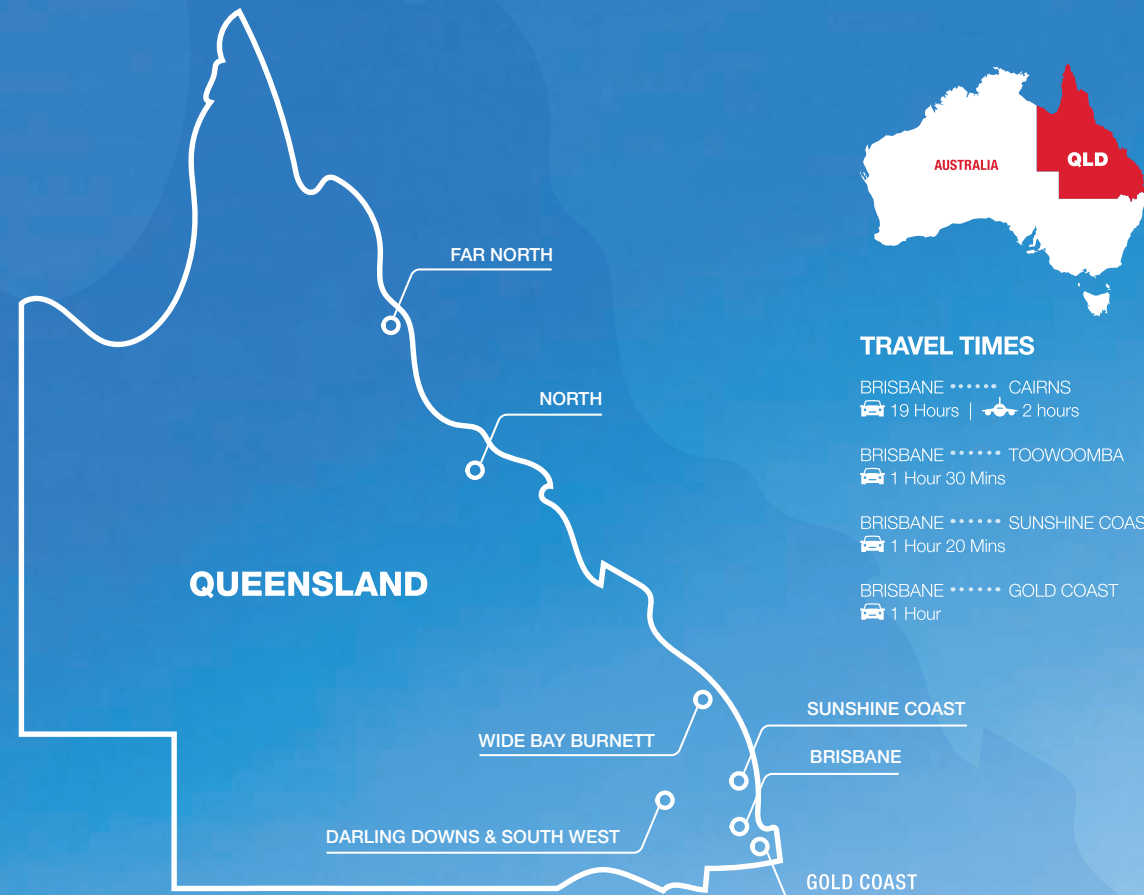 AUSTRALIA
QLD
FAR NORTH
NORTH
QUEENSLAND
TRAVEL TIMES
BRISBANE •••••• CAIRNS
19 Hours | 2 hours
BRISBANE •••••• TOOWOOMBA
1 Hour 30 Mins
BRISBANE •••••• SUNSHINE COAS
1 Hour 20 Mins
BRISBANE •••••• GOLD COAST
1 Hour
SUNSHINE COAST
WIDE BAY BURNETT
BRISBANE
DARLING DOWNS & SOUTH WEST
GOLD COAST